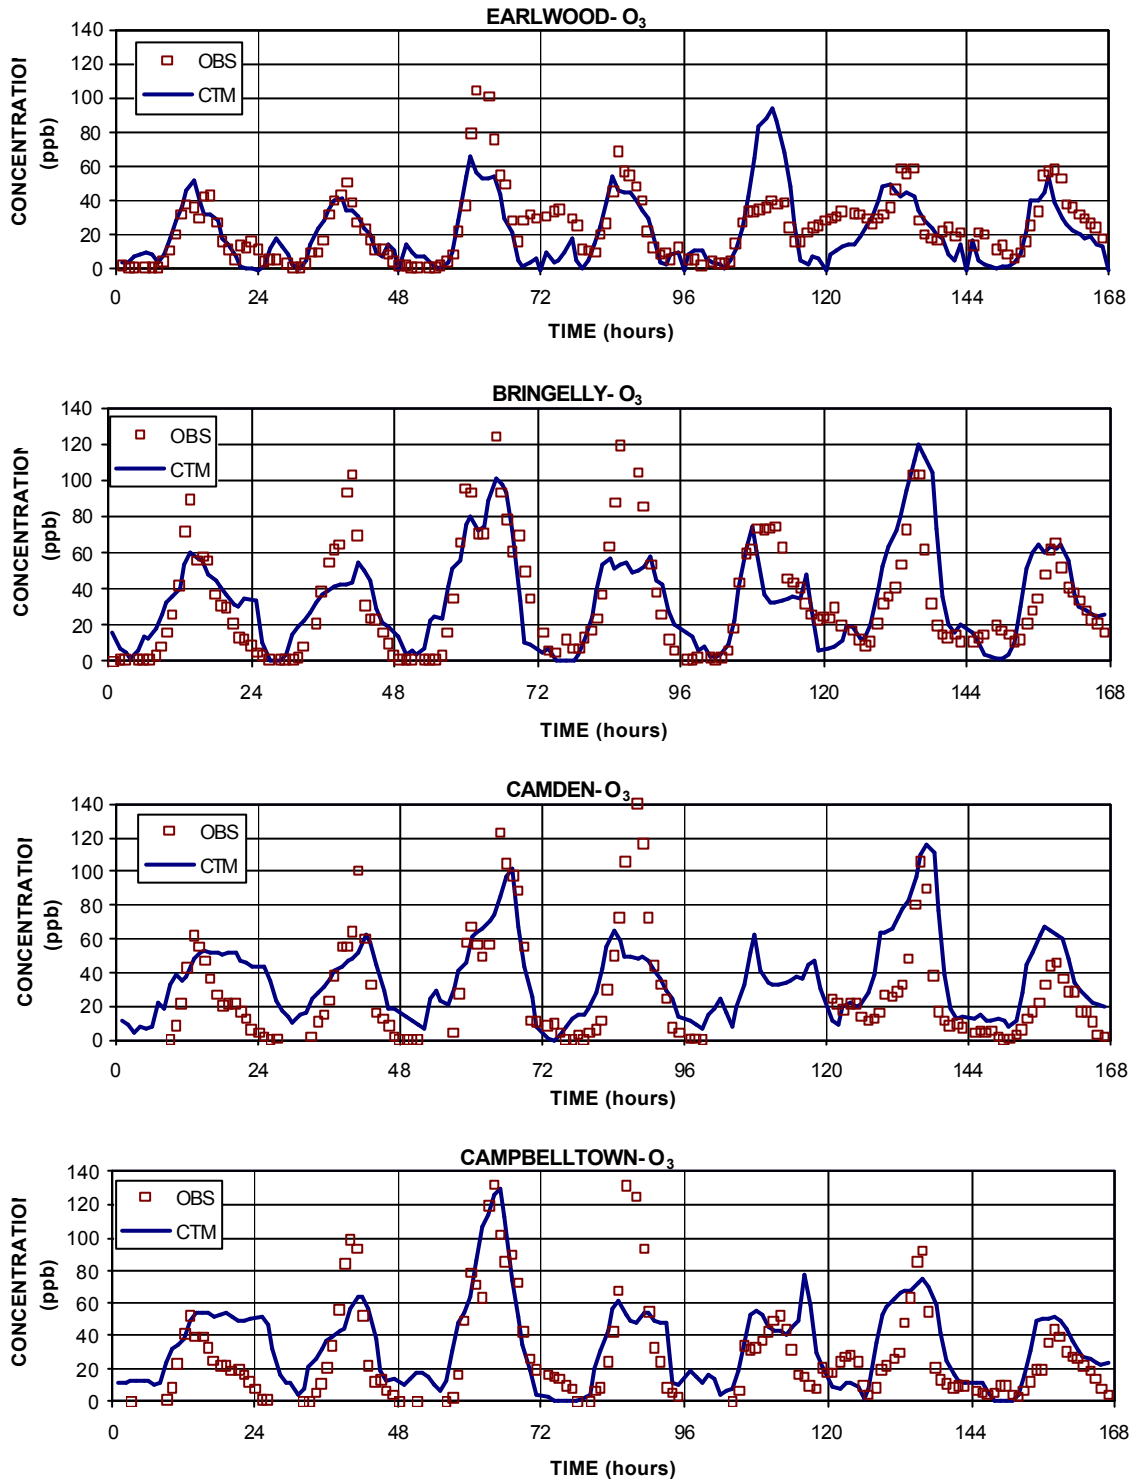 EARLWOOD- O₃
CONCENTRATION
(ppb)
140
120
100
80
60
40
20
0
OBS
CTM
0 24 48 72 96 120 144 168
TIME (hours)
BRINGELLY- O₃
CONCENTRATION
(ppb)
140
120
100
80
60
40
20
0
OBS
CTM
0 24 48 72 96 120 144 168
TIME (hours)
CAMDEN- O₃
CONCENTRATION
(ppb)
140
120
100
80
60
40
20
0
OBS
CTM
0 24 48 72 96 120 144 168
TIME (hours)
CAMPBELLTOWN- O₃
CONCENTRATION
(ppb)
140
120
100
80
60
40
20
0
OBS
CTM
0 24 48 72 96 120 144 168
TIME (hours)